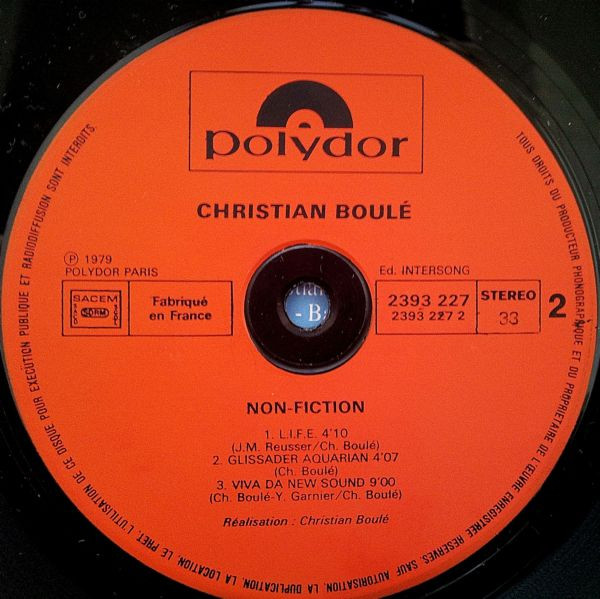 polydor
CHRISTIAN BOULÉ
Ⓟ 1979
POLYDOR PARIS
Ed. INTERSONG
SACEM
SDRM
Fabriqué
en France
2393 227
2393 227 2
STEREO
33
2
- B
NON-FICTION
1. L.I.F.E. 4'10
(J.M. Reusser/Ch. Boulé)
2. GLISSADER AQUARIAN 4'07
(Ch. Boulé)
3. VIVA DA NEW SOUND 9'00
(Ch. Boulé-Y. Garnier/Ch. Boulé)
Réalisation : Christian Boulé
TOUS DROITS DU PRODUCTEUR PHONOGRAPHIQUE ET DU PROPRIETAIRE DE L'ŒUVRE ENREGISTREE RESERVES. SAUF AUTORISATION, LA DUPLICATION, LA LOCATION, LE PRET, L'UTILISATION DE CE DISQUE POUR EXECUTION PUBLIQUE ET RADIODIFFUSION SONT INTERDITS.